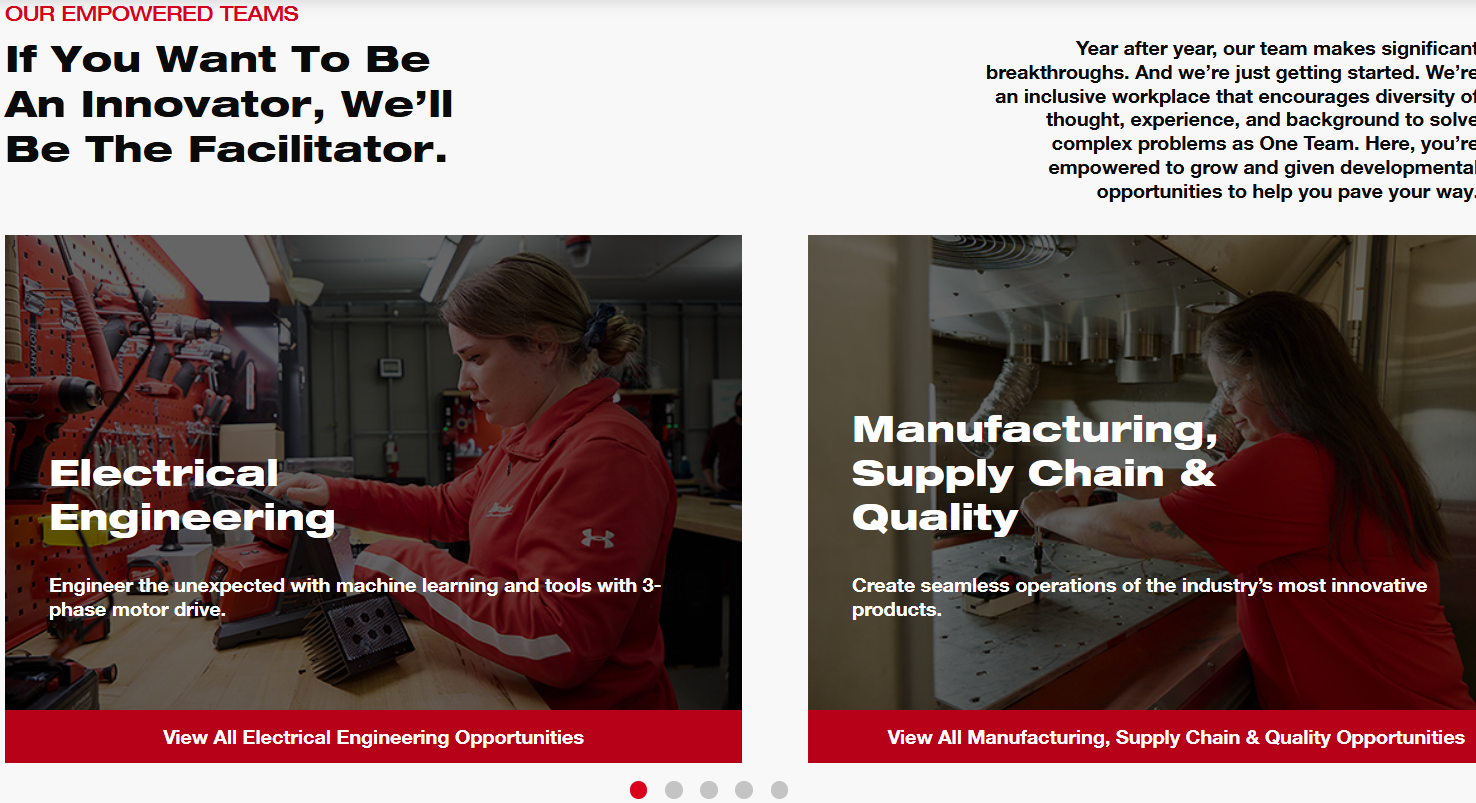 OUR EMPOWERED TEAMS
If You Want To Be
An Innovator, We’ll
Be The Facilitator.
Year after year, our team makes significant
breakthroughs. And we’re just getting started. We’re
an inclusive workplace that encourages diversity of
thought, experience, and background to solve
complex problems as One Team. Here, you’re
empowered to grow and given developmental
opportunities to help you pave your way.
Electrical
Engineering
Engineer the unexpected with machine learning and tools with 3-
phase motor drive.
View All Electrical Engineering Opportunities
Manufacturing,
Supply Chain &
Quality
Create seamless operations of the industry’s most innovative
products.
View All Manufacturing, Supply Chain & Quality Opportunities